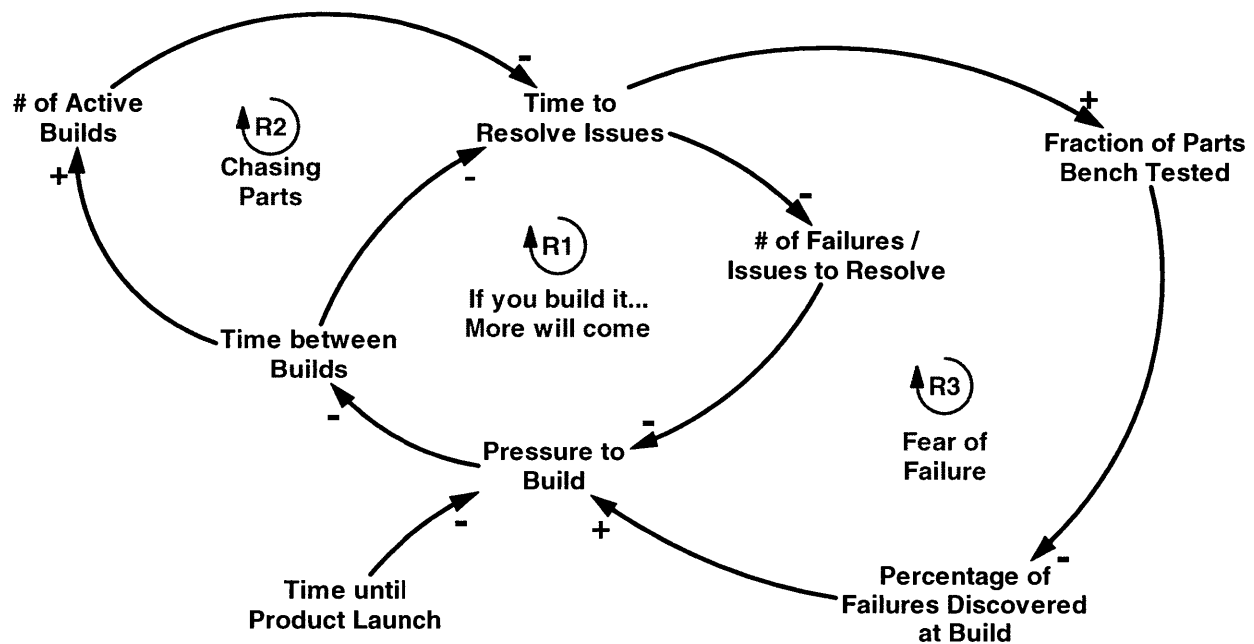 -
# of Active
Builds
R2
Chasing
Parts
+
Time to
Resolve Issues
-
+
Fraction of Parts
Bench Tested
-
R1
If you build it...
More will come
# of Failures /
Issues to Resolve
Time between
Builds
-
-
R3
Fear of
Failure
Pressure to
Build
-
+
-
Time until
Product Launch
Percentage of
Failures Discovered
at Build